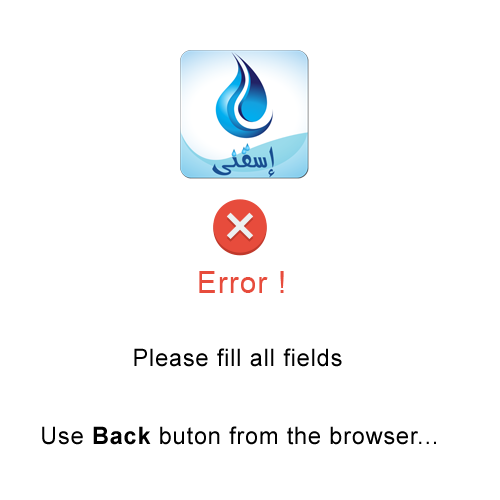 إسقني
Error !
Please fill all fields
Use Back buton from the browser...